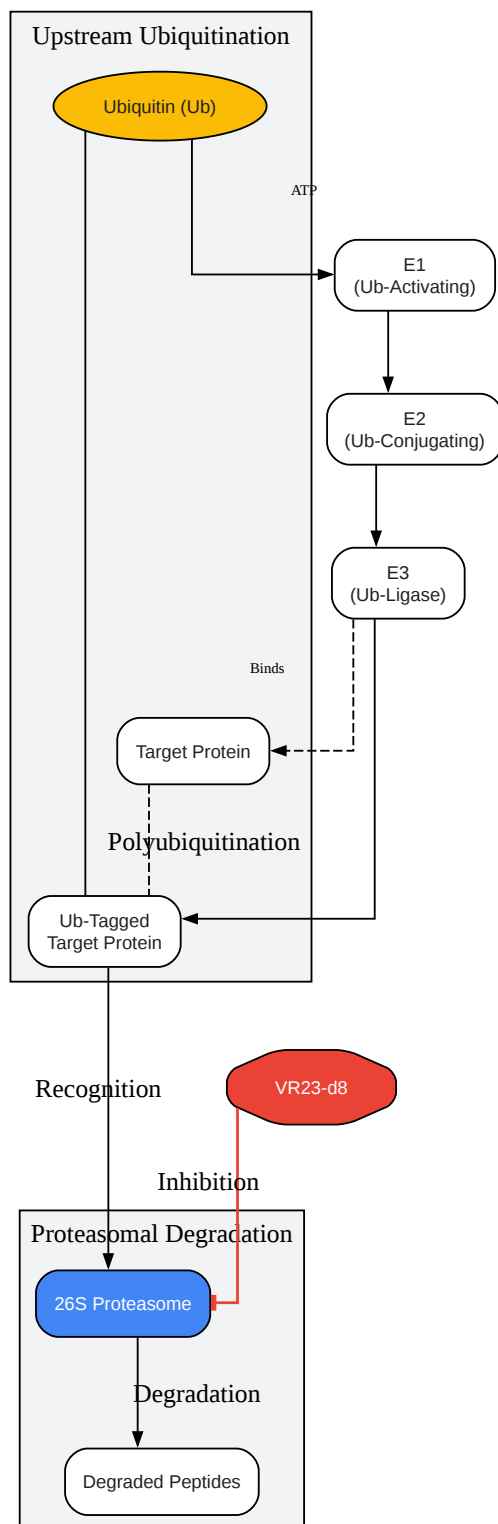 Upstream Ubiquitination
Ubiquitin (Ub)
ATP
E1
(Ub-Activating)
E2
(Ub-Conjugating)
E3
(Ub-Ligase)
Binds
Target Protein
Polyubiquitination
Ub-Tagged
Target Protein
Recognition
VR23-d8
Inhibition
Proteasomal Degradation
26S Proteasome
Degradation
Degraded Peptides